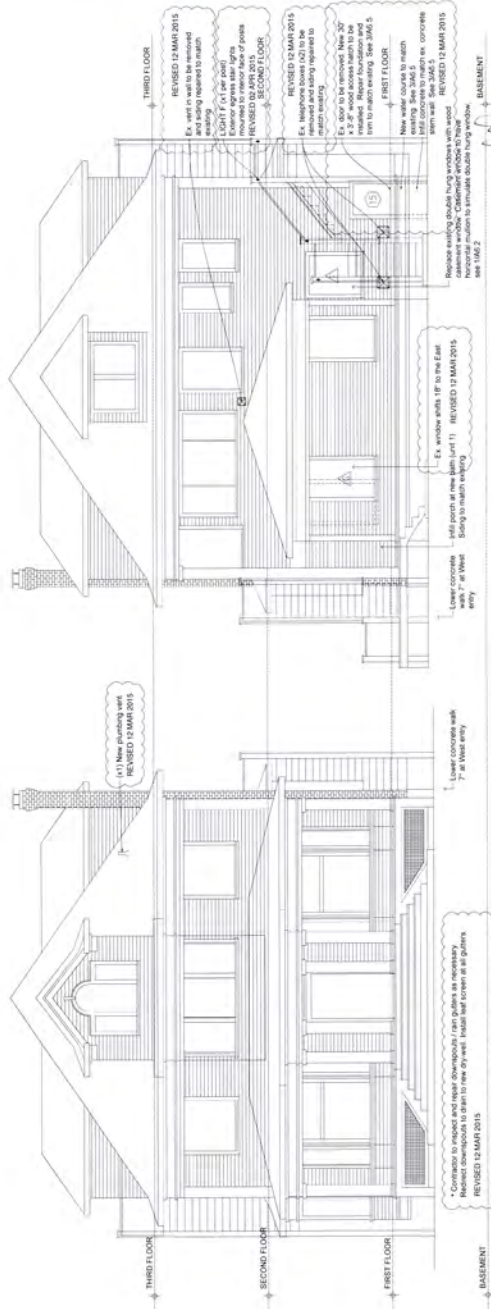 THIRD FLOOR
SECOND FLOOR
FIRST FLOOR
BASEMENT
(x1) New plumbing vent
REVISED 12 MAR 2015
* Contractor to inspect and repair downspouts / rain gutters as necessary.
Redirect downspouts to drain to new dry-well. Install leaf screen at all gutters.
REVISED 12 MAR 2015
Lower concrete walk
7" at West entry
Lower concrete
walk 7" at West
entry
Infill porch at new bath (unit 1)
Siding to match existing
Ex. window shifts 18" to the East
REVISED 12 MAR 2015
Replace existing double hung windows with wood
casement window. Casement window to have
horizontal mullion to simulate double hung window,
see 1/A6.2
15
THIRD FLOOR
REVISED 12 MAR 2015
Ex. vent in wall to be removed
and siding repaired to match
existing
LIGHT F (x1 per post)
Exterior egress stair lights
mounted to interior face of posts
REVISED 02 APR 2015
SECOND FLOOR
REVISED 12 MAR 2015
Ex. telephone boxes (x2) to be
removed and siding repaired to
match existing
Ex. door to be removed. New 30"
x 3'-8" wood access hatch to be
installed. Repair foundation and
trim to match existing. See 3/A6.5
FIRST FLOOR
New water course to match
existing. See 3/A6.5
Infill concrete to match ex. concrete
stem wall. See 3/A6.5
REVISED 12 MAR 2015
BASEMENT